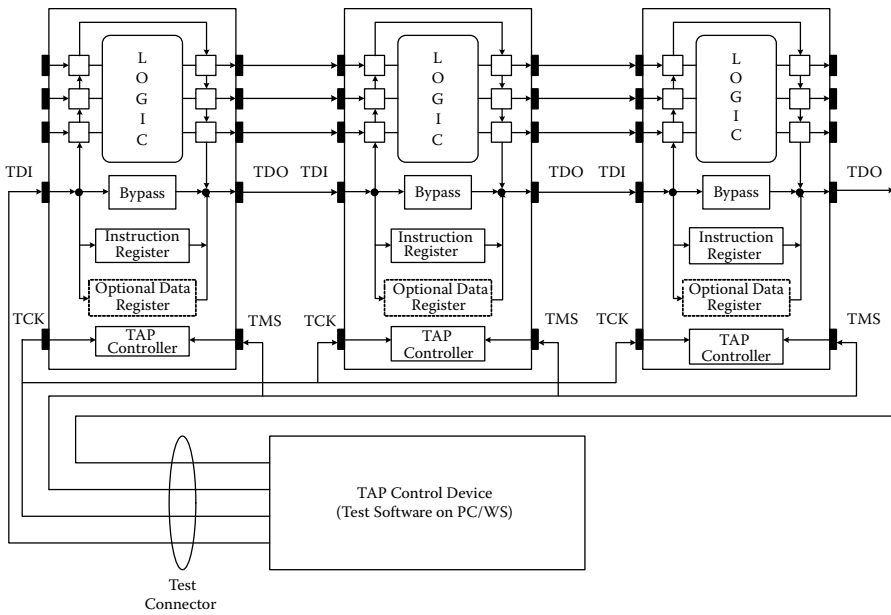 L
O
G
I
C
L
O
G
I
C
L
O
G
I
C
TDI
TDO
TDI
TDO
TDI
TDO
Bypass
Bypass
Bypass
Instruction
Register
Instruction
Register
Instruction
Register
Optional Data
Register
Optional Data
Register
Optional Data
Register
TCK
TMS
TCK
TMS
TCK
TMS
TAP
Controller
TAP
Controller
TAP
Controller
TAP Control Device
(Test Software on PC/WS)
Test
Connector